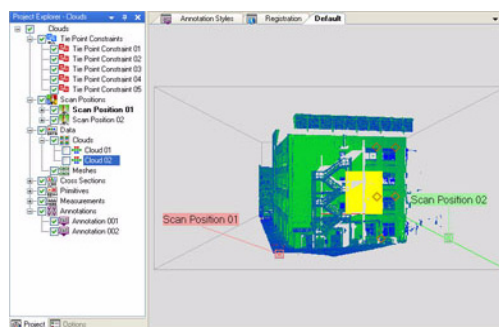 Project Explorer - Clouds
Clouds
Tie Point Constraints
Tie Point Constraint 01
Tie Point Constraint 02
Tie Point Constraint 03
Tie Point Constraint 04
Tie Point Constraint 05
Scan Positions
Scan Position 01
Scan Position 02
Data
Clouds
Cloud 01
Cloud 02
Meshes
Cross Sections
Primitives
Measurements
Annotations
Annotation 001
Annotation 002
Project Options
Annotation Styles Registration Default
Scan Position 01
Scan Position 02